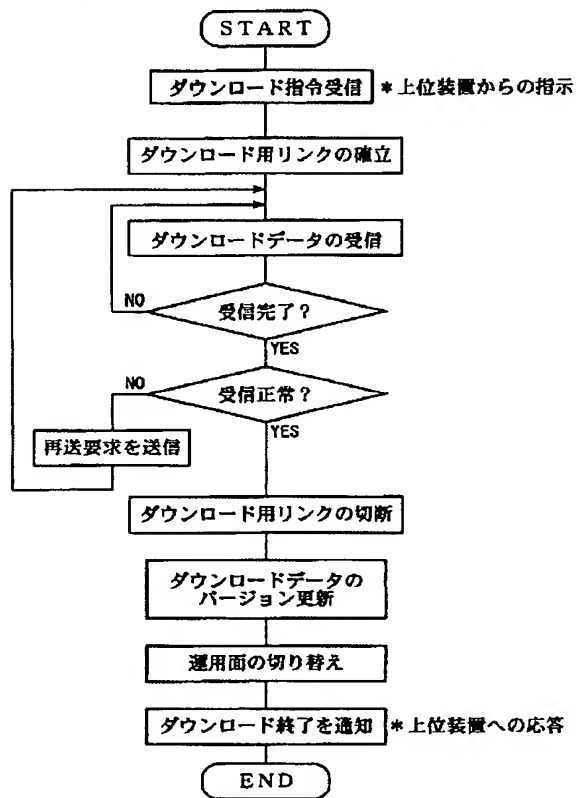 START
ダウンロード指令受信 *上位装置からの指示
ダウンロード用リンクの確立
ダウンロードデータの受信
NO
受信完了?
YES
NO
受信正常?
YES
再送要求を送信
ダウンロード用リンクの切断
ダウンロードデータの
バージョン更新
運用面の切り替え
ダウンロード終了を通知 *上位装置への応答
END